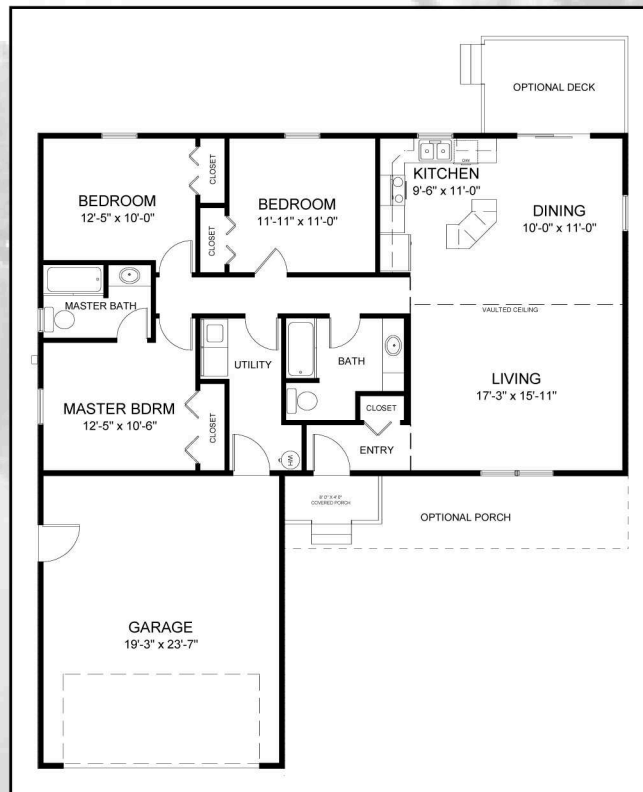 OPTIONAL DECK
BEDROOM
12'-5" x 10'-0"
CLOSET
CLOSET
BEDROOM
11'-11" x 11'-0"
KITCHEN
9'-6" x 11'-0"
DW
DINING
10'-0" x 11'-0"
MASTER BATH
VAULTED CEILING
UTILITY
BATH
LIVING
17'-3" x 15'-11"
MASTER BDRM
12'-5" x 10'-6"
CLOSET
CLOSET
ENTRY
HW
COVERED PORCH
OPTIONAL PORCH
GARAGE
19'-3" x 23'-7"